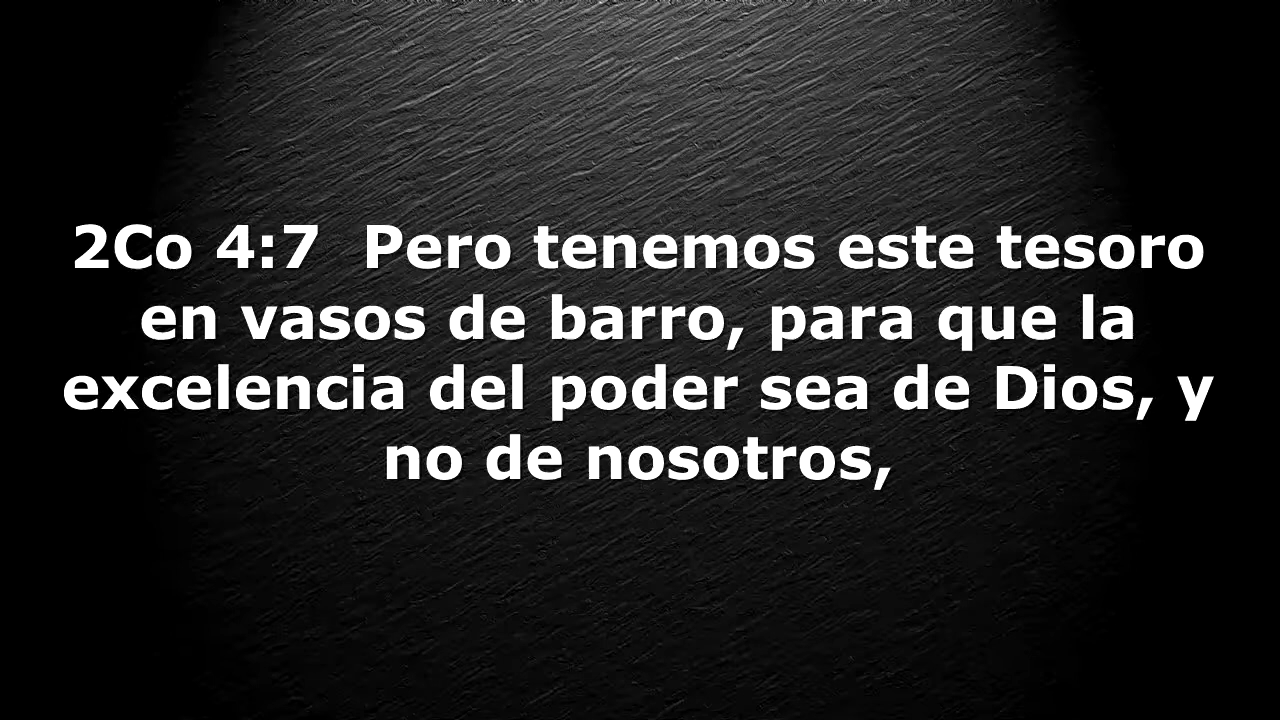 2Co 4:7  Pero tenemos este tesoro
en vasos de barro, para que la
excelencia del poder sea de Dios, y
no de nosotros,